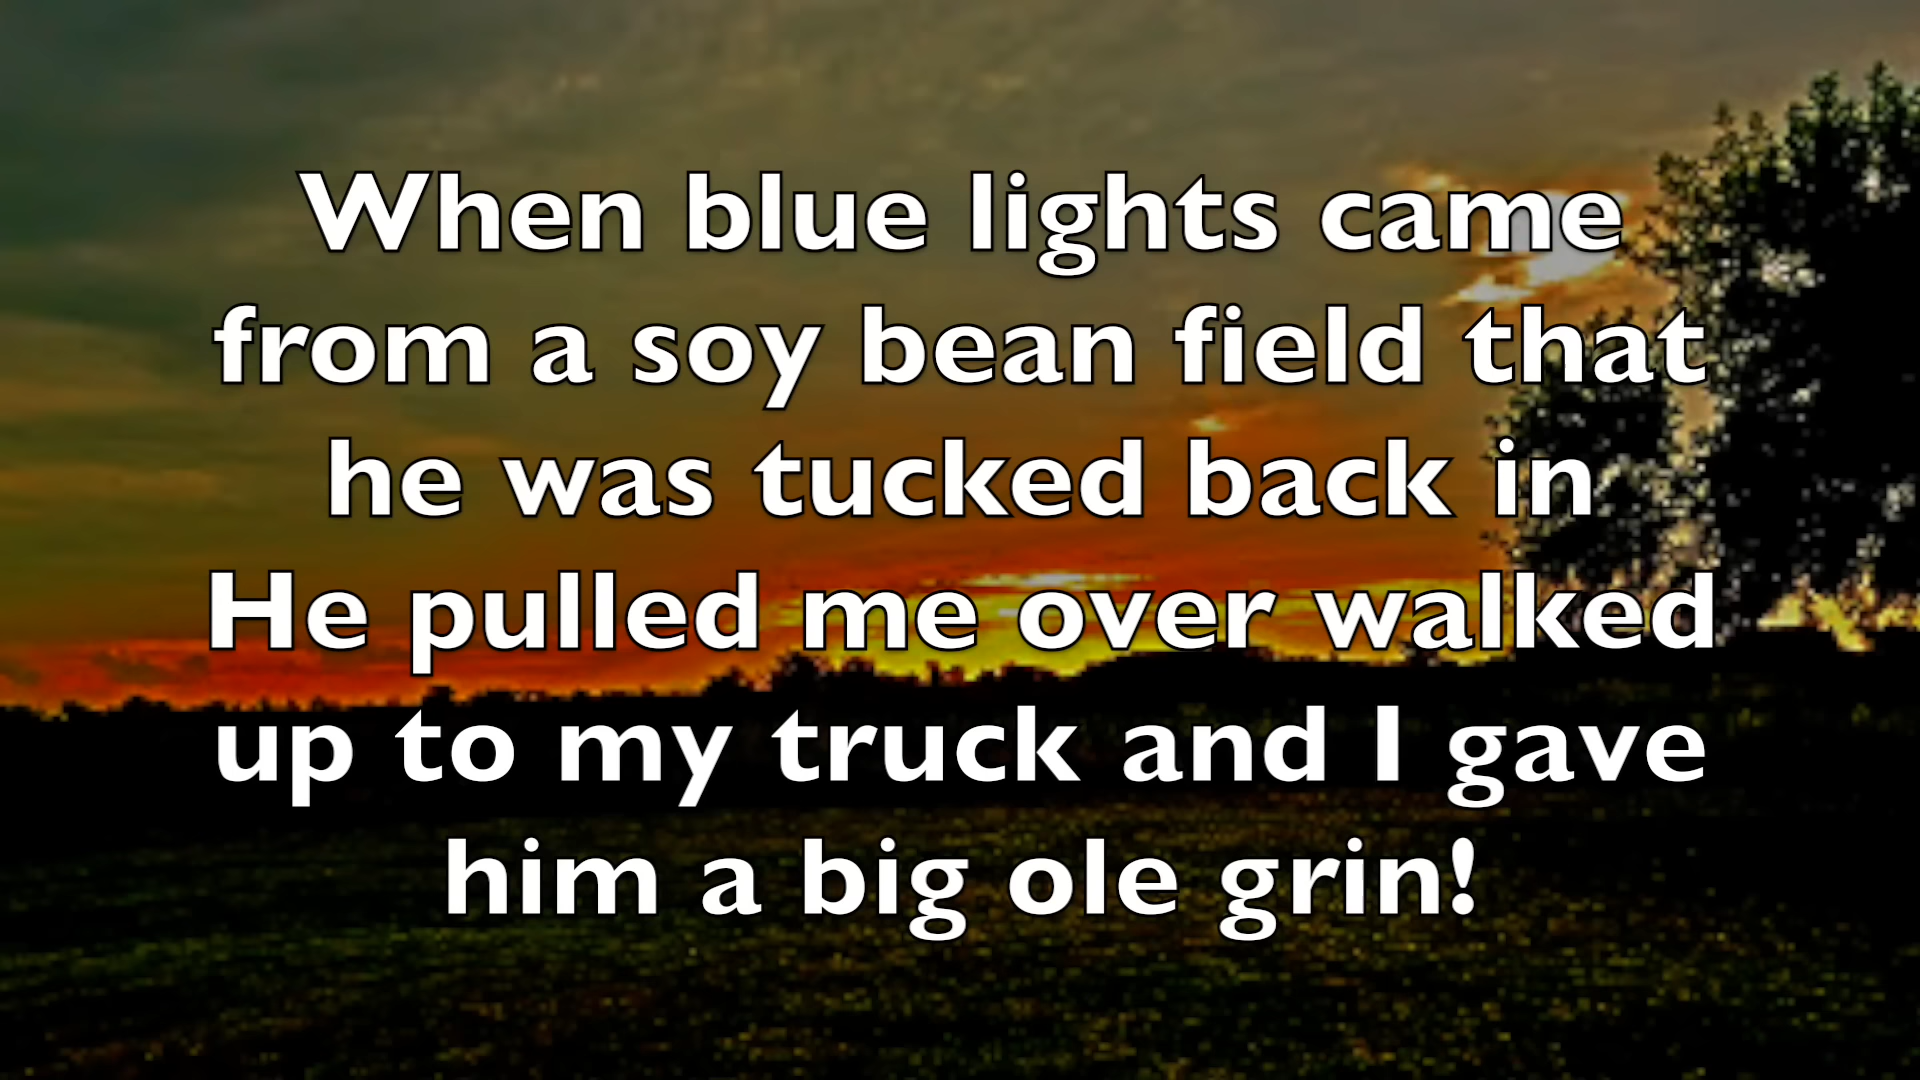 When blue lights came
from a soy bean field that
he was tucked back in
He pulled me over walked
up to my truck and I gave
him a big ole grin!